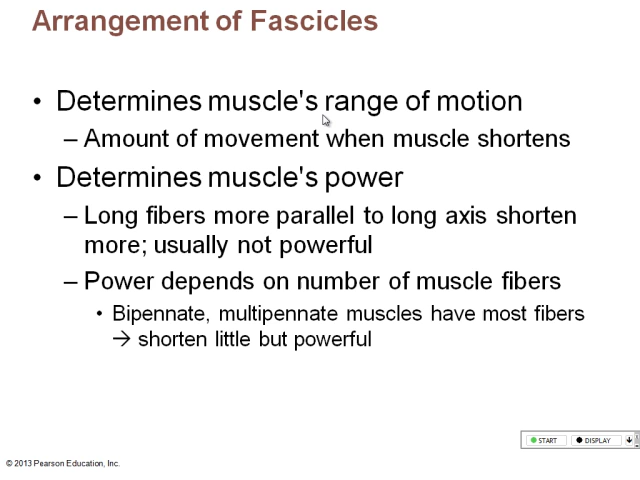 Arrangement of Fascicles
• Determines muscle's range of motion
– Amount of movement when muscle shortens
• Determines muscle's power
– Long fibers more parallel to long axis shorten
more; usually not powerful
– Power depends on number of muscle fibers
• Bipennate, multipennate muscles have most fibers
→ shorten little but powerful
START DISPLAY
© 2013 Pearson Education, Inc.